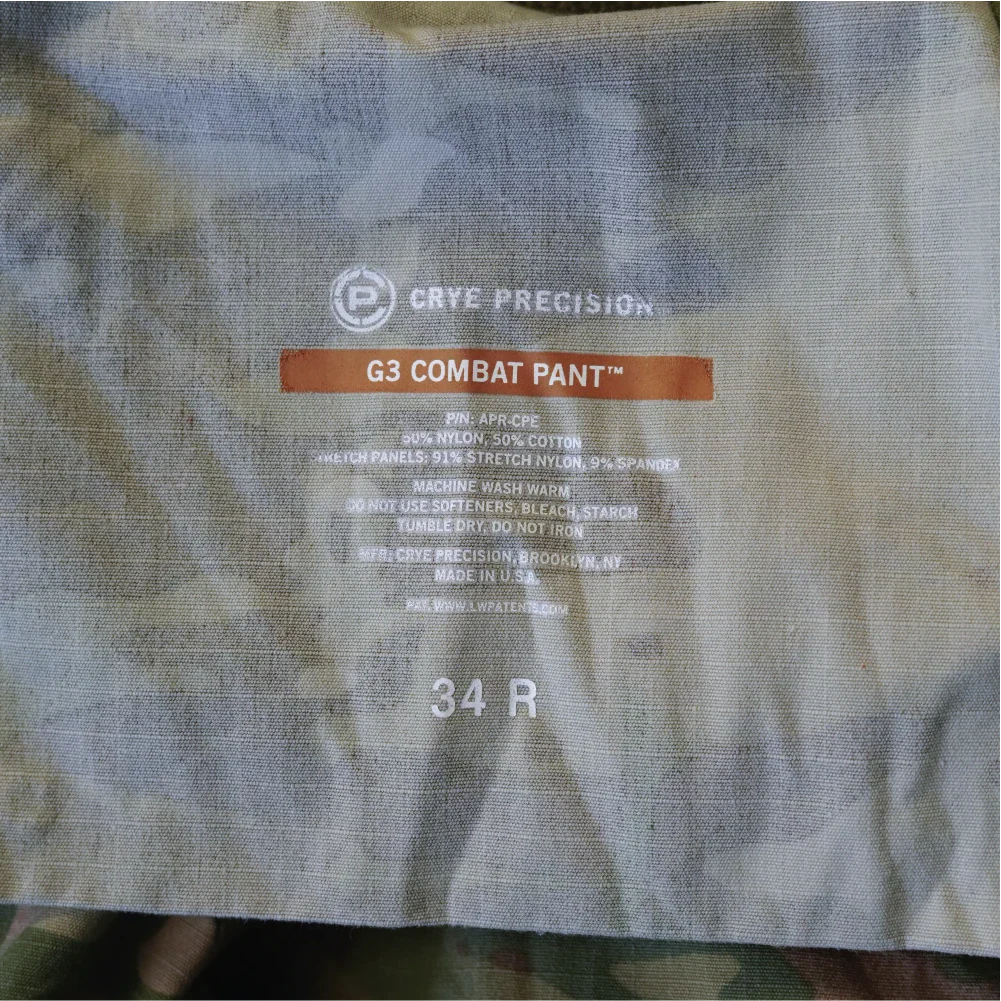 P CRYE PRECISION
G3 COMBAT PANT™
P/N: APR-CPE
50% NYLON, 50% COTTON
STRETCH PANELS: 91% STRETCH NYLON, 9% SPANDEX
MACHINE WASH WARM
DO NOT USE SOFTENERS, BLEACH, STARCH
TUMBLE DRY, DO NOT IRON
MFR. CRYE PRECISION, BROOKLYN, NY
MADE IN U.S.A.
PAT. WWW.LWPATENTS.COM
34 R